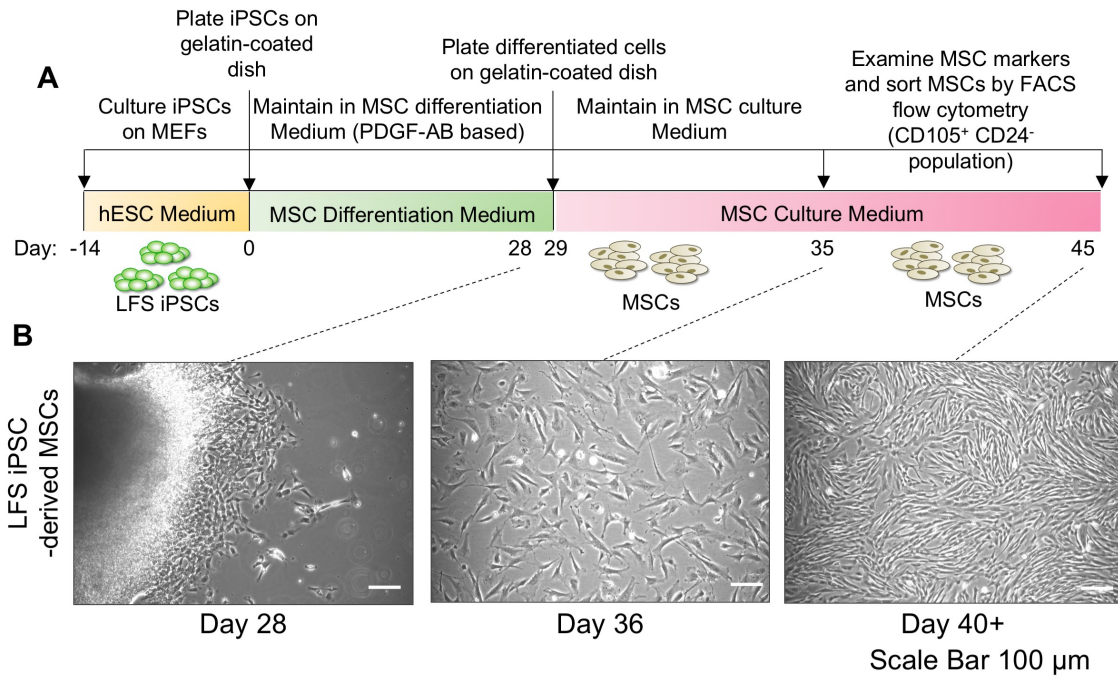 A
Plate iPSCs on
gelatin-coated
dish
Plate differentiated cells
on gelatin-coated dish
Examine MSC markers
and sort MSCs by FACS
flow cytometry
(CD105⁺ CD24⁻
population)
Culture iPSCs
on MEFs
Maintain in MSC differentiation
Medium (PDGF-AB based)
Maintain in MSC culture
Medium
hESC Medium
MSC Differentiation Medium
MSC Culture Medium
Day: -14 0 28 29 35 45
LFS iPSCs
MSCs
MSCs
B
LFS iPSC
-derived MSCs
Day 28
Day 36
Day 40+
Scale Bar 100 µm